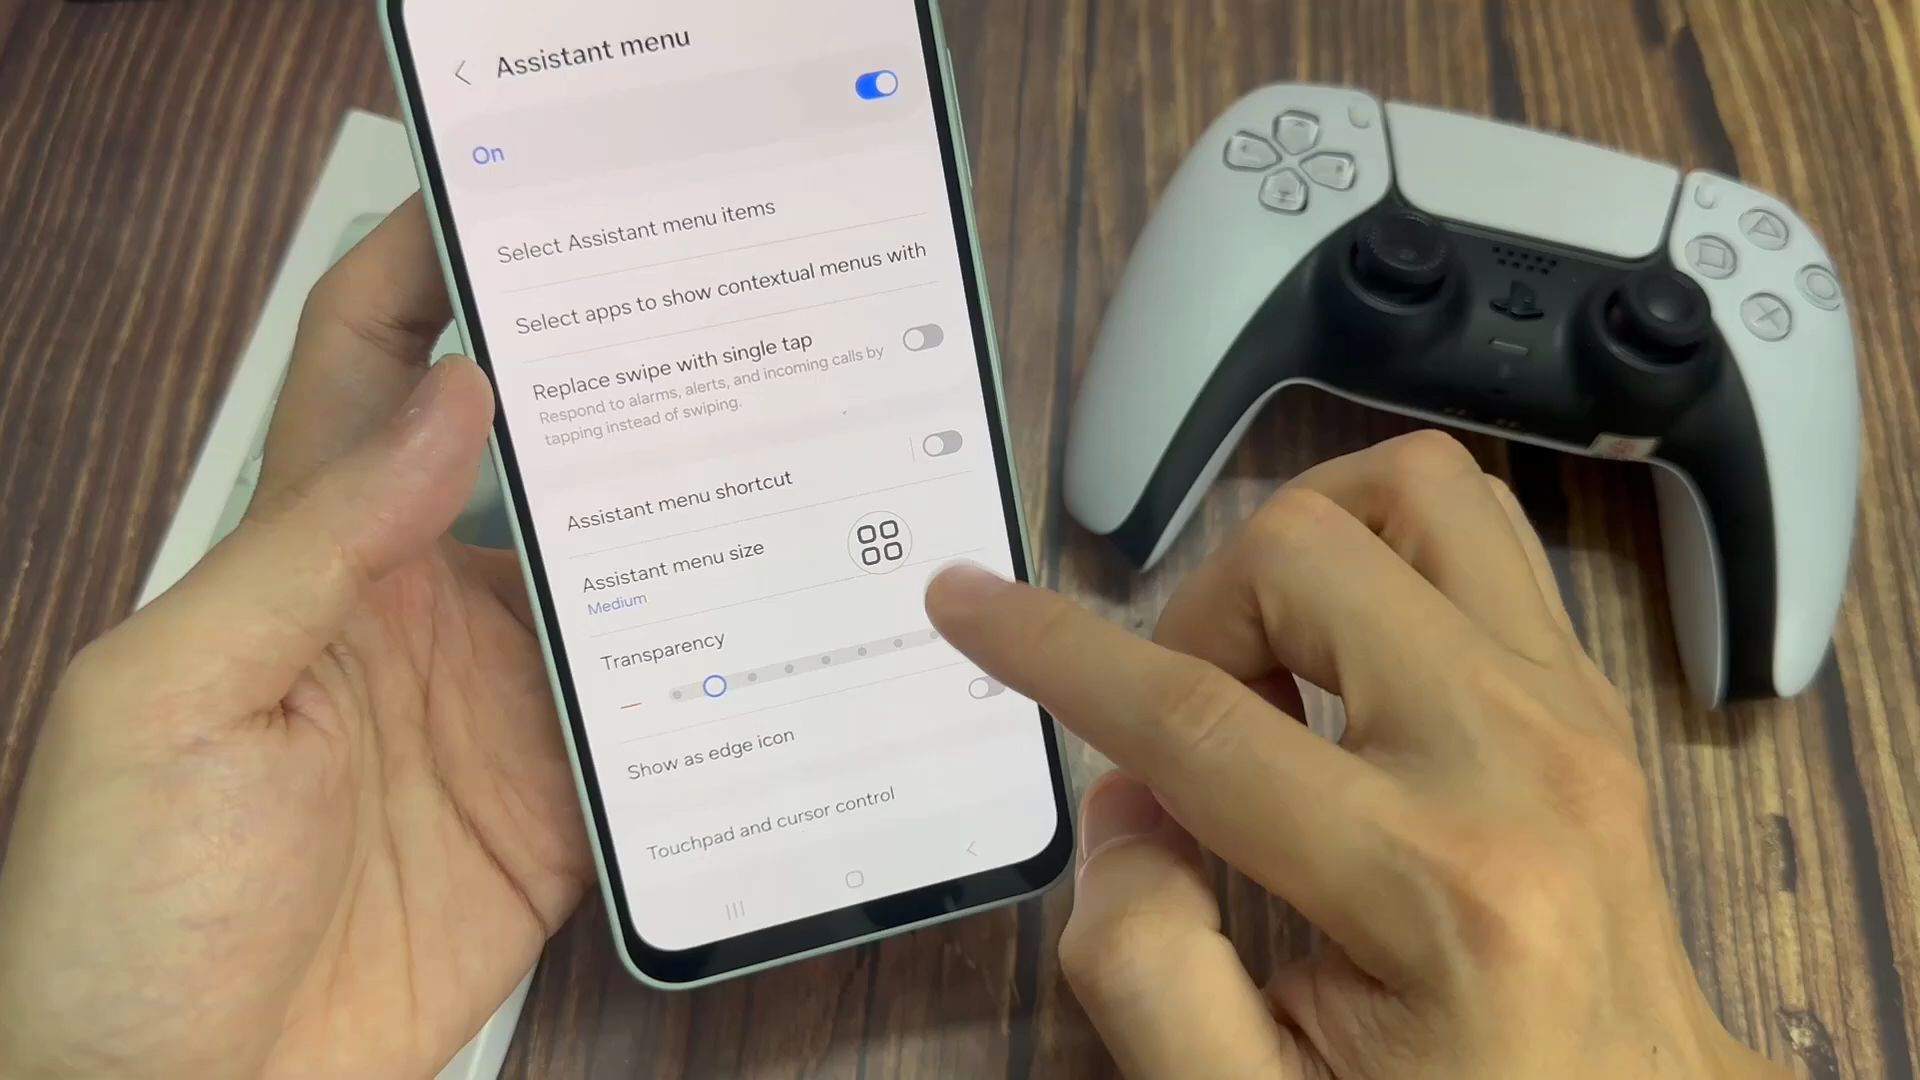 Assistant menu
On
Select Assistant menu items
Select apps to show contextual menus with
Replace swipe with single tap
Respond to alarms, alerts, and incoming calls by
tapping instead of swiping.
Assistant menu shortcut
Assistant menu size
Medium
Transparency
Show as edge icon
Touchpad and cursor control